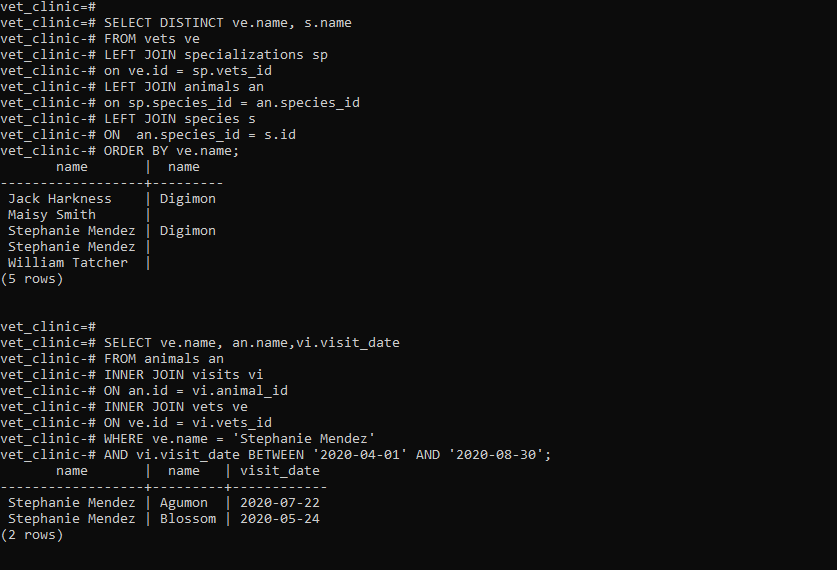 vet_clinic=#
vet_clinic=# SELECT DISTINCT ve.name, s.name
vet_clinic-# FROM vets ve
vet_clinic-# LEFT JOIN specializations sp
vet_clinic-# on ve.id = sp.vets_id
vet_clinic-# LEFT JOIN animals an
vet_clinic-# on sp.species_id = an.species_id
vet_clinic-# LEFT JOIN species s
vet_clinic-# ON  an.species_id = s.id
vet_clinic-# ORDER BY ve.name;
       name       |  name
------------------+---------
 Jack Harkness    | Digimon
 Maisy Smith      |
 Stephanie Mendez | Digimon
 Stephanie Mendez |
 William Tatcher  |
(5 rows)
vet_clinic=#
vet_clinic=# SELECT ve.name, an.name,vi.visit_date
vet_clinic-# FROM animals an
vet_clinic-# INNER JOIN visits vi
vet_clinic-# ON an.id = vi.animal_id
vet_clinic-# INNER JOIN vets ve
vet_clinic-# ON ve.id = vi.vets_id
vet_clinic-# WHERE ve.name = 'Stephanie Mendez'
vet_clinic-# AND vi.visit_date BETWEEN '2020-04-01' AND '2020-08-30';
       name       |  name   | visit_date
------------------+---------+------------
 Stephanie Mendez | Agumon  | 2020-07-22
 Stephanie Mendez | Blossom | 2020-05-24
(2 rows)